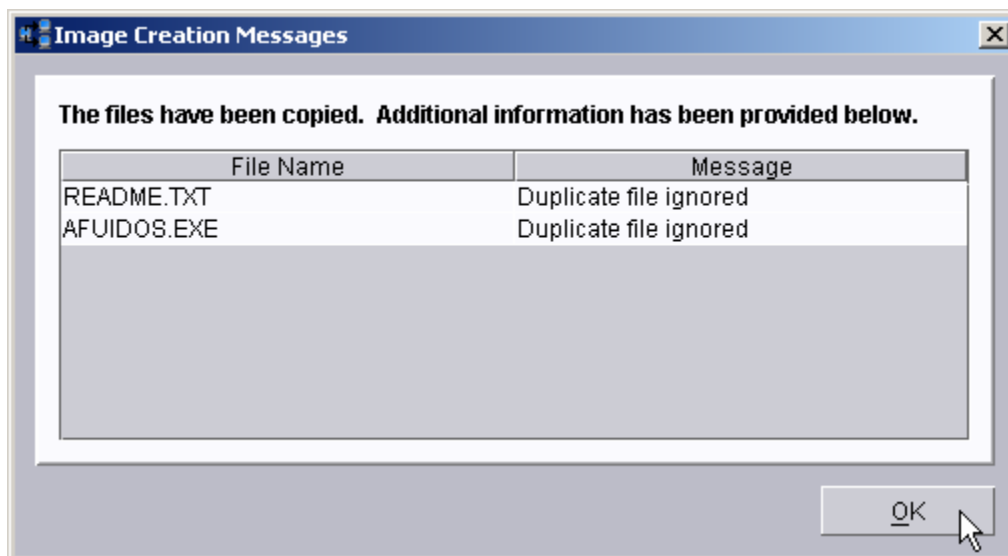 Image Creation Messages
The files have been copied.  Additional information has been provided below.
File Name Message
README.TXT Duplicate file ignored
AFUIDOS.EXE Duplicate file ignored
OK